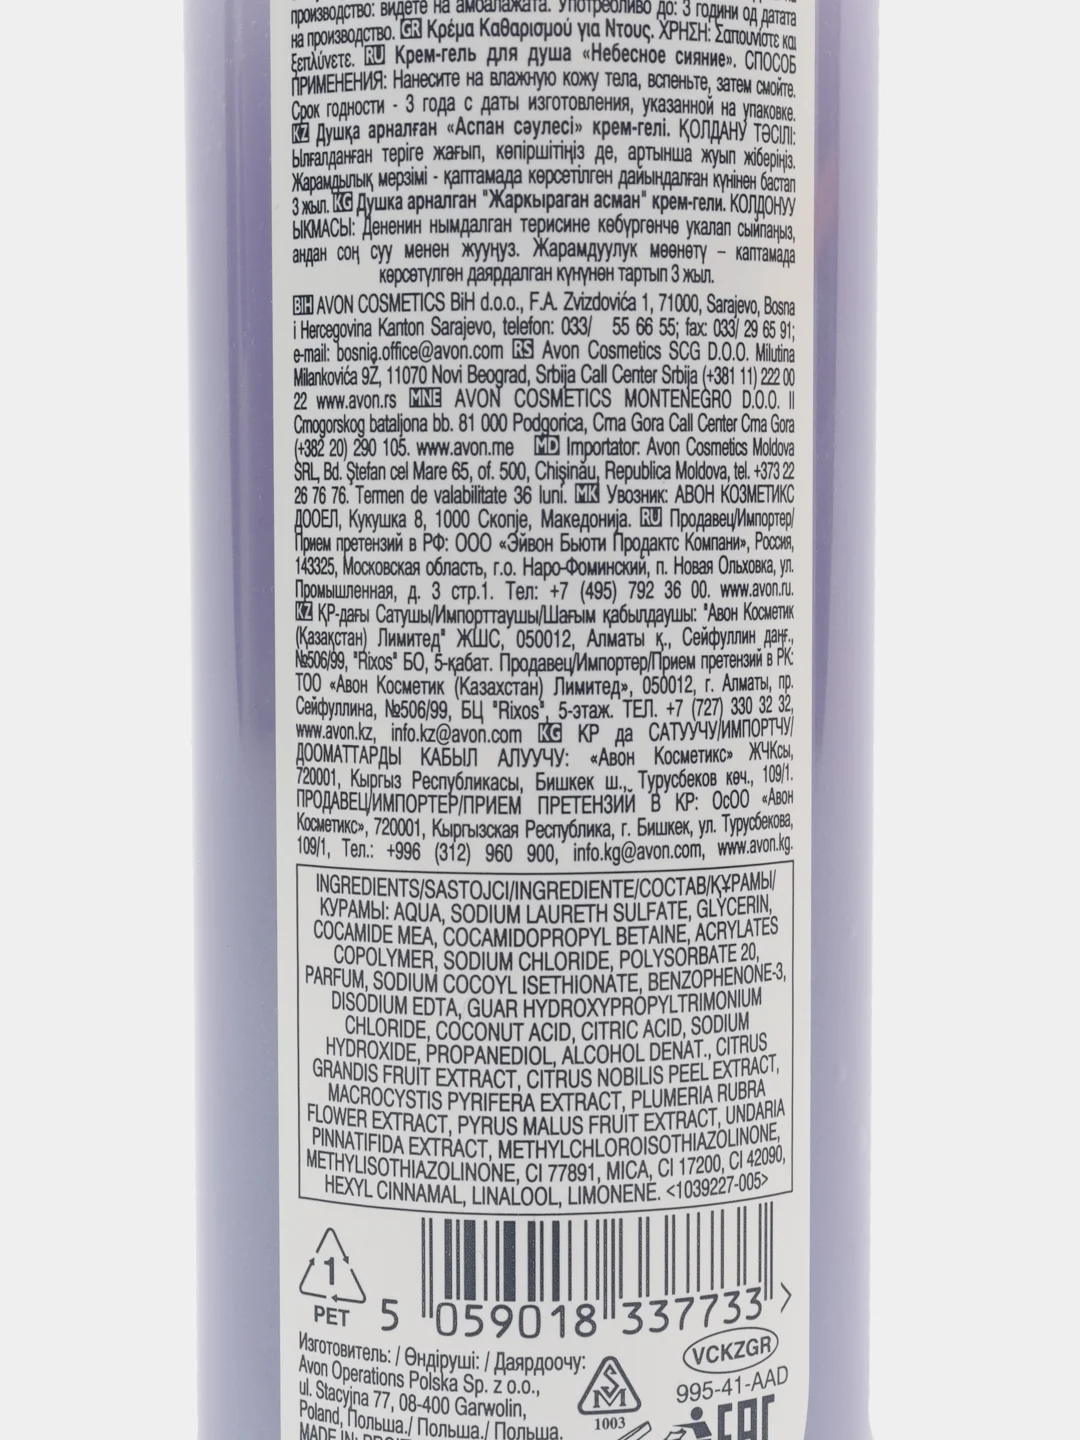 производство: видете на амбалажата. Употребливо до: 3 години од датата
на производство. GR Κρέμα Καθαρισμού για Ντους. ΧΡΗΣΗ: Σαπουνίστε και
ξεπλύνετε. RU Крем-гель для душа «Небесное сияние». СПОСОБ
ПРИМЕНЕНИЯ: Нанесите на влажную кожу тела, вспеньте, затем смойте.
Срок годности - 3 года с даты изготовления, указанной на упаковке.
KZ Душқа арналған «Аспан сәулесі» крем-гелі. ҚОЛДАНУ ТӘСІЛІ:
Ылғалданған теріге жағып, көпіршітіңіз де, артынша жуып жіберіңіз.
Жарамдылық мерзімі - қаптамада көрсетілген дайындалған күнінен бастап
3 жыл. KG Душка арналган "Жаркыраган асман" крем-гели. КОЛДОНУУ
ЫКМАСЫ: Дененин нымдалган терисине көбүргөнчө укалап сыйпаңыз,
андан соң суу менен жууңуз. Жарамдуулук мөөнөтү – каптамада
көрсөтүлгөн даярдалган күнүнөн тартып 3 жыл.
BIH AVON COSMETICS BiH d.o.o., F.A. Zvizdovića 1, 71000, Sarajevo, Bosna
i Hercegovina Kanton Sarajevo, telefon: 033/ 55 66 55; fax: 033/ 29 65 91;
e-mail: bosnia.office@avon.com RS Avon Cosmetics SCG D.O.O. Milutina
Milankovića 9Ž, 11070 Novi Beograd, Srbija Call Center Srbija (+381 11) 222 00
22 www.avon.rs MNE AVON COSMETICS MONTENEGRO D.O.O. II
Crnogorskog bataljona bb. 81 000 Podgorica, Crna Gora Call Center Crna Gora
(+382 20) 290 105. www.avon.me MD Importator: Avon Cosmetics Moldova
SRL, Bd. Ştefan cel Mare 65, of. 500, Chişinău, Republica Moldova, tel. +373 22
26 76 76. Termen de valabilitate 36 luni. MK Увозник: АВОН КОЗМЕТИКС
ДООЕЛ, Кукушка 8, 1000 Скопје, Македонија. RU Продавец/Импортер/
Прием претензий в РФ: ООО «Эйвон Бьюти Продактс Компани», Россия,
143325, Московская область, г.о. Наро-Фоминский, п. Новая Ольховка, ул.
Промышленная, д. 3 стр.1. Тел: +7 (495) 792 36 00. www.avon.ru.
KZ ҚР-дағы Сатушы/Импорттаушы/Шағым қабылдаушы: "Авон Косметик
(Қазақстан) Лимитед" ЖШС, 050012, Алматы қ., Сейфуллин даңғ.,
№506/99, "Rixos" БО, 5-қабат. Продавец/Импортер/Прием претензий в РК:
ТОО «Авон Косметик (Казахстан) Лимитед», 050012, г. Алматы, пр.
Сейфуллина, №506/99, БЦ "Rixos", 5-этаж. ТЕЛ. +7 (727) 330 32 32,
www.avon.kz, info.kz@avon.com KG КР да САТУУЧУ/ИМПОРТЧУ/
ДООМАТТАРДЫ КАБЫЛ АЛУУЧУ: «Авон Косметикс» ЖЧКсы,
720001, Кыргыз Республикасы, Бишкек ш., Турусбеков көч., 109/1.
ПРОДАВЕЦ/ИМПОРТЕР/ПРИЕМ ПРЕТЕНЗИЙ В КР: ОсОО «Авон
Косметикс», 720001, Кыргызская Республика, г. Бишкек, ул. Турусбекова,
109/1, Тел.: +996 (312) 960 900, info.kg@avon.com, www.avon.kg.
INGREDIENTS/SASTOJCI/INGREDIENTE/СОСТАВ/ҚҰРАМЫ/
КУРАМЫ: AQUA, SODIUM LAURETH SULFATE, GLYCERIN,
COCAMIDE MEA, COCAMIDOPROPYL BETAINE, ACRYLATES
COPOLYMER, SODIUM CHLORIDE, POLYSORBATE 20,
PARFUM, SODIUM COCOYL ISETHIONATE, BENZOPHENONE-3,
DISODIUM EDTA, GUAR HYDROXYPROPYLTRIMONIUM
CHLORIDE, COCONUT ACID, CITRIC ACID, SODIUM
HYDROXIDE, PROPANEDIOL, ALCOHOL DENAT., CITRUS
GRANDIS FRUIT EXTRACT, CITRUS NOBILIS PEEL EXTRACT,
MACROCYSTIS PYRIFERA EXTRACT, PLUMERIA RUBRA
FLOWER EXTRACT, PYRUS MALUS FRUIT EXTRACT, UNDARIA
PINNATIFIDA EXTRACT, METHYLCHLOROISOTHIAZOLINONE,
METHYLISOTHIAZOLINONE, CI 77891, MICA, CI 17200, CI 42090,
HEXYL CINNAMAL, LINALOOL, LIMONENE. <1039227-005>
1
PET
5 059018 337733 >
Изготовитель: / Өндіруші: / Даярдоочу:
Avon Operations Polska Sp. z o.o.,
ul. Stacyjna 77, 08-400 Garwolin,
Poland, Польша./ Польша./ Польша.
MADE IN:
VCKZGR
995-41-AAD
SM
1003
EAC